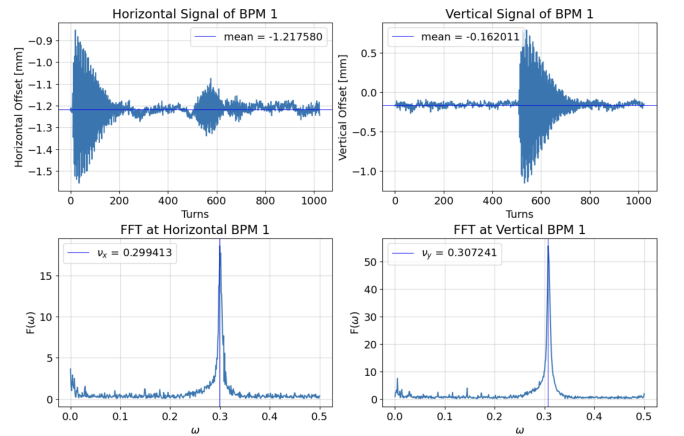 Horizontal Signal of BPM 1
mean = -1.217580
−0.9
−1.0
−1.1
−1.2
−1.3
−1.4
−1.5
Horizontal Offset [mm]
0 200 400 600 800 1000
Turns
Vertical Signal of BPM 1
mean = -0.162011
0.5
0.0
−0.5
−1.0
Vertical Offset [mm]
0 200 400 600 800 1000
Turns
FFT at Horizontal BPM 1
νₓ = 0.299413
15
10
5
0
F(ω)
0.0 0.1 0.2 0.3 0.4 0.5
ω
FFT at Vertical BPM 1
ν_y = 0.307241
50
40
30
20
10
0
F(ω)
0.0 0.1 0.2 0.3 0.4 0.5
ω